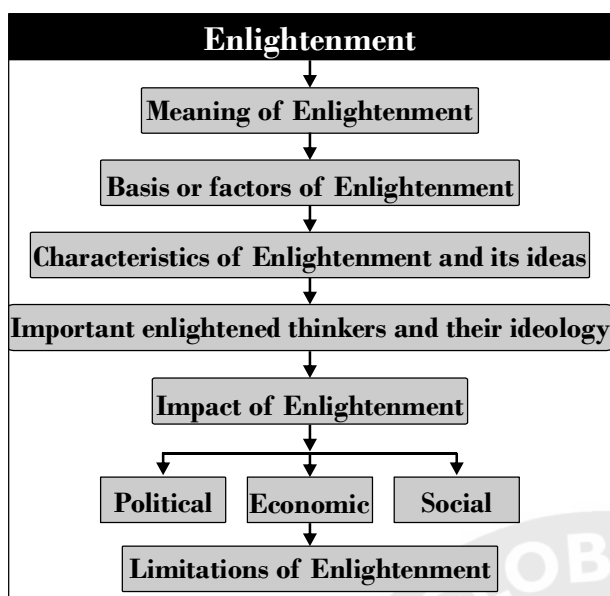 Enlightenment
Meaning of Enlightenment
Basis or factors of Enlightenment
Characteristics of Enlightenment and its ideas
Important enlightened thinkers and their ideology
Impact of Enlightenment
Political Economic Social
Limitations of Enlightenment